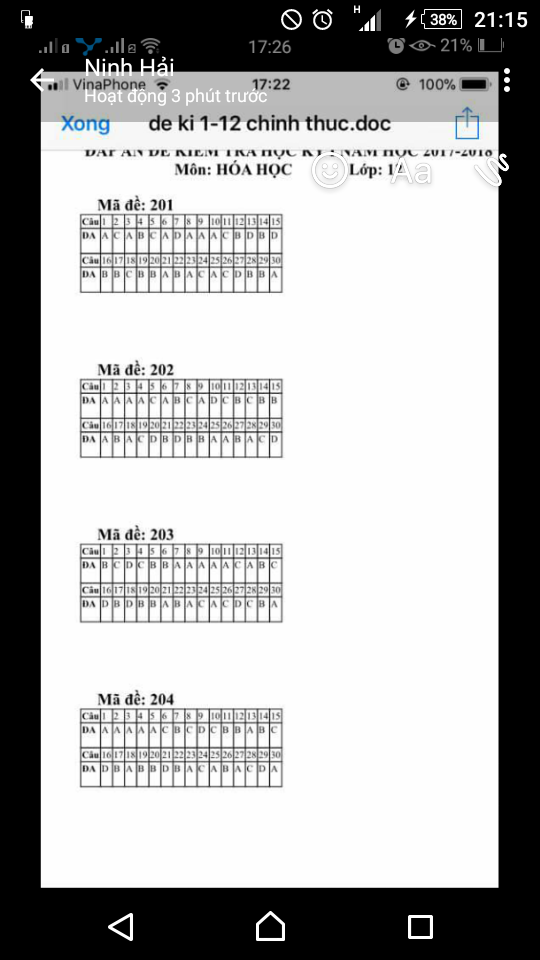 H 38% 21:15
17:26 21%
Ninh Hải
VinaPhone 17:22 100%
Hoạt động 3 phút trước
Xong de ki 1-12 chinh thuc.doc
ĐÁP ÁN ĐỀ KIỂM TRA HỌC KỲ I NĂM HỌC 2017-2018
Môn: HÓA HỌC Lớp: 12 Aa
Mã đề: 201
Câu 1 2 3 4 5 6 7 8 9 10 11 12 13 14 15
ĐA A C A B C A D A A A C B D B D
Câu 16 17 18 19 20 21 22 23 24 25 26 27 28 29 30
ĐA B B C B B A B A C A C D B B A
Mã đề: 202
Câu 1 2 3 4 5 6 7 8 9 10 11 12 13 14 15
ĐA A A A A C A B C A D C B C B B
Câu 16 17 18 19 20 21 22 23 24 25 26 27 28 29 30
ĐA A B A C D B D B B A A B A C D
Mã đề: 203
Câu 1 2 3 4 5 6 7 8 9 10 11 12 13 14 15
ĐA B C D C B B A A A A A C A B C
Câu 16 17 18 19 20 21 22 23 24 25 26 27 28 29 30
ĐA D B D B B A B A C A C D C B A
Mã đề: 204
Câu 1 2 3 4 5 6 7 8 9 10 11 12 13 14 15
ĐA A A A A A C B C D C B B A B C
Câu 16 17 18 19 20 21 22 23 24 25 26 27 28 29 30
ĐA D B A B B D B A C A B A C D A